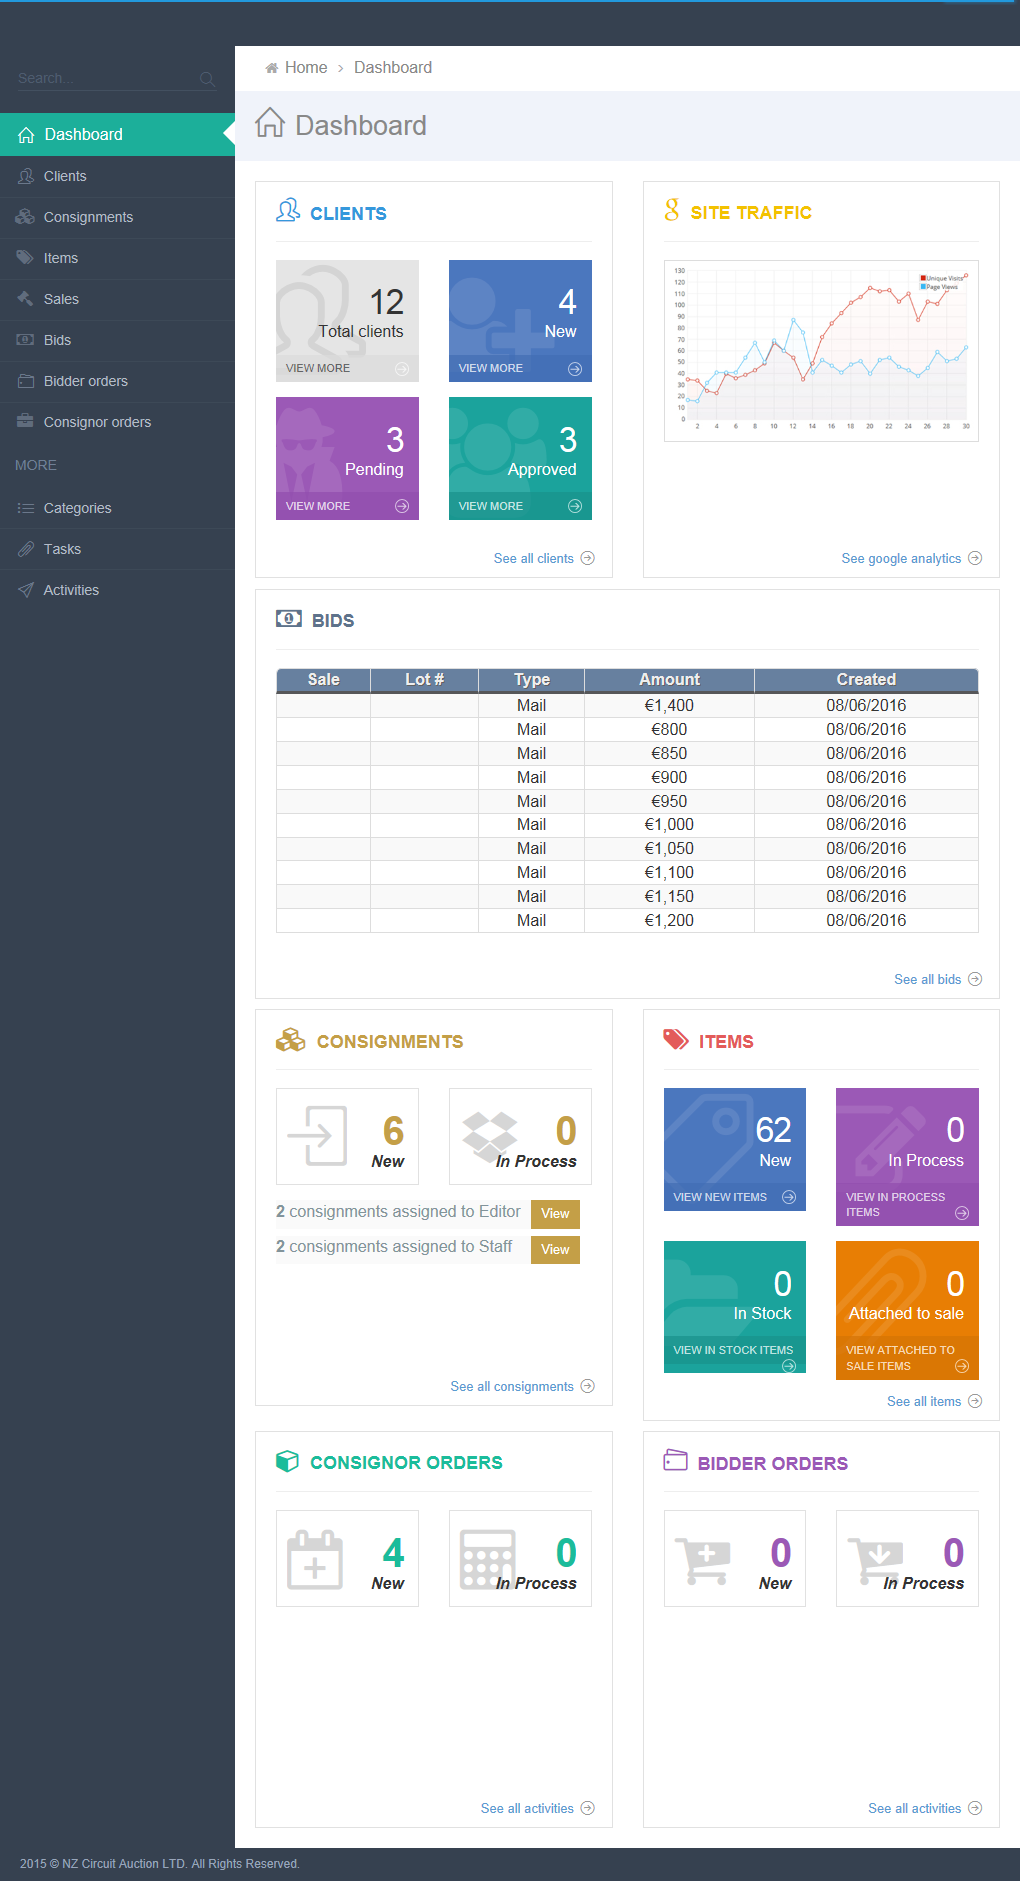 Search...
Home > Dashboard
Dashboard
Dashboard
Clients
Consignments
Items
Sales
Bids
Bidder orders
Consignor orders
MORE
Categories
Tasks
Activities
CLIENTS
12
Total clients
VIEW MORE
4
New
VIEW MORE
3
Pending
VIEW MORE
3
Approved
VIEW MORE
See all clients
SITE TRAFFIC
Unique Visits
Page Views
130
120
110
100
90
80
70
60
50
40
30
20
10
0
2 4 6 8 10 12 14 16 18 20 22 24 26 28 30
See google analytics
BIDS
Sale Lot # Type Amount Created
Mail €1,400 08/06/2016
Mail €800 08/06/2016
Mail €850 08/06/2016
Mail €900 08/06/2016
Mail €950 08/06/2016
Mail €1,000 08/06/2016
Mail €1,050 08/06/2016
Mail €1,100 08/06/2016
Mail €1,150 08/06/2016
Mail €1,200 08/06/2016
See all bids
CONSIGNMENTS
6
New
0
In Process
2 consignments assigned to Editor View
2 consignments assigned to Staff View
See all consignments
ITEMS
62
New
VIEW NEW ITEMS
0
In Process
VIEW IN PROCESS
ITEMS
0
In Stock
VIEW IN STOCK ITEMS
0
Attached to sale
VIEW ATTACHED TO
SALE ITEMS
See all items
CONSIGNOR ORDERS
4
New
0
In Process
See all activities
BIDDER ORDERS
0
New
0
In Process
See all activities
2015 © NZ Circuit Auction LTD. All Rights Reserved.